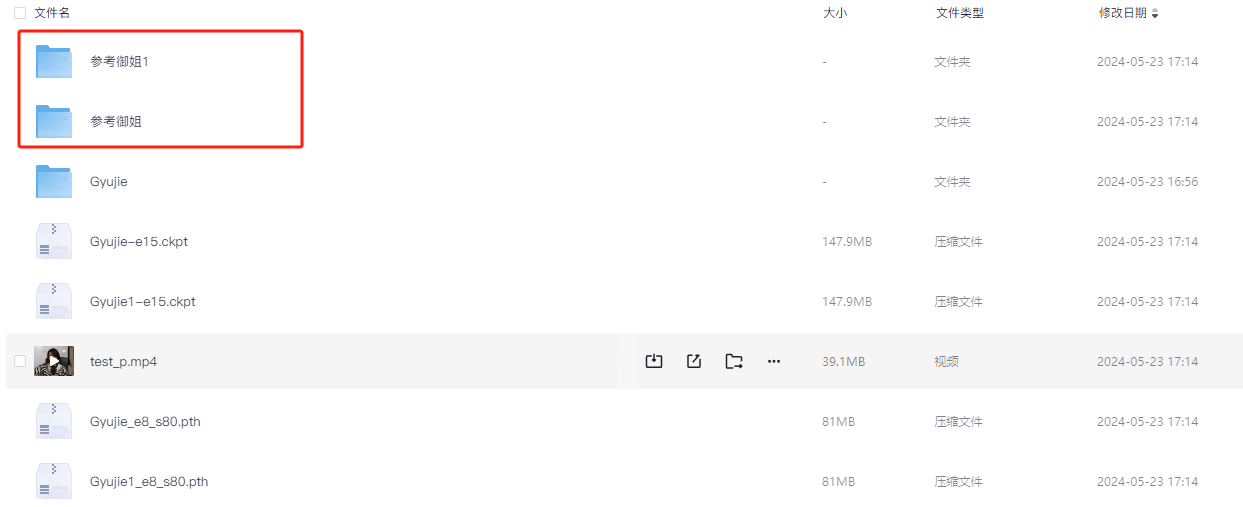 文件名 大小 文件类型 修改日期
参考御姐1 - 文件夹 2024-05-23 17:14
参考御姐 - 文件夹 2024-05-23 17:14
Gyujie - 文件夹 2024-05-23 16:56
Gyujie-e15.ckpt 147.9MB 压缩文件 2024-05-23 17:14
Gyujie1-e15.ckpt 147.9MB 压缩文件 2024-05-23 17:14
test_p.mp4 39.1MB 视频 2024-05-23 17:14
Gyujie_e8_s80.pth 81MB 压缩文件 2024-05-23 17:14
Gyujie1_e8_s80.pth 81MB 压缩文件 2024-05-23 17:14